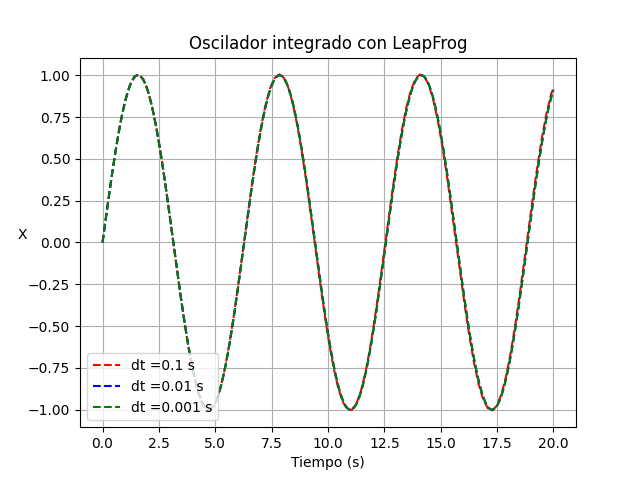 Oscilador integrado con LeapFrog
1.00
0.75
0.50
0.25
0.00
−0.25
−0.50
−0.75
−1.00
X
dt =0.1 s
dt =0.01 s
dt =0.001 s
0.0 2.5 5.0 7.5 10.0 12.5 15.0 17.5 20.0
Tiempo (s)